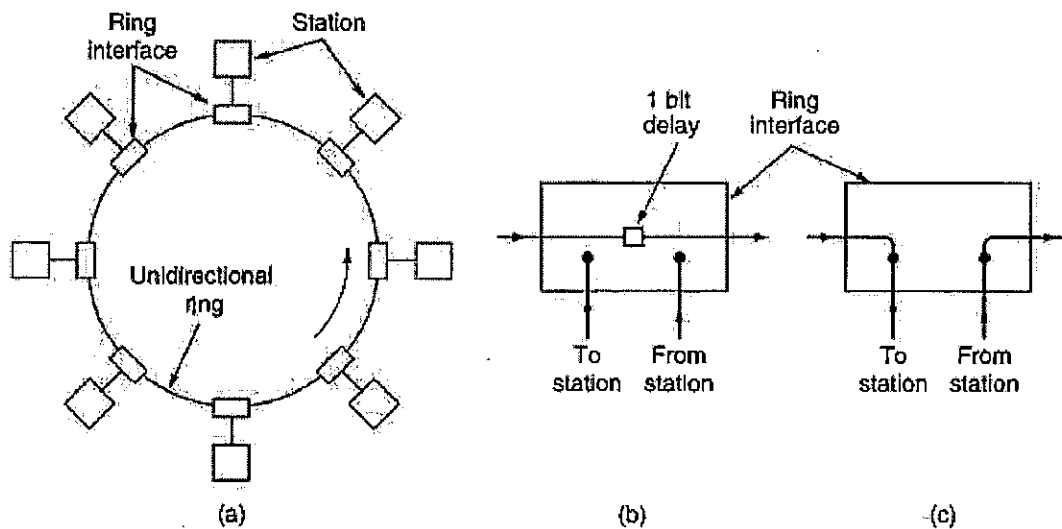 Ring
interface
Station
Unidirectional
ring
(a)
1 bit
delay
Ring
interface
To
station
From
station
(b)
To
station
From
station
(c)